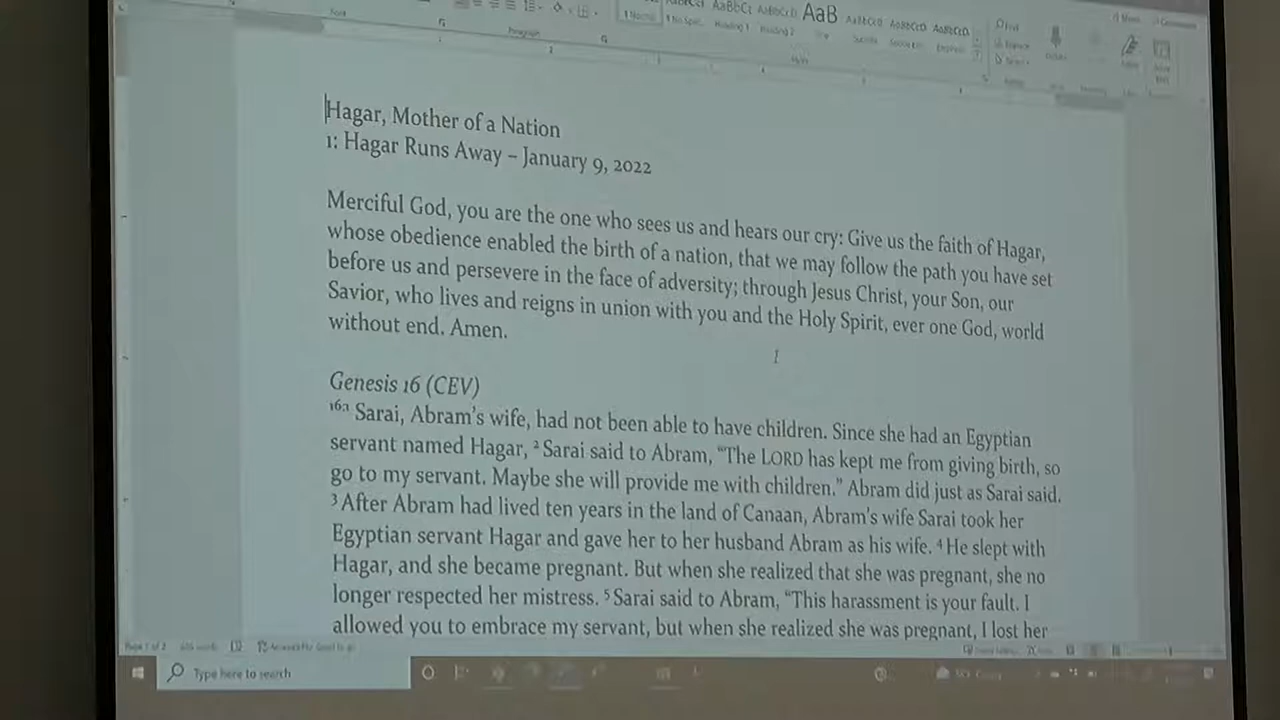 AaB
Hagar, Mother of a Nation
1: Hagar Runs Away – January 9, 2022
Merciful God, you are the one who sees us and hears our cry: Give us the faith of Hagar,
whose obedience enabled the birth of a nation, that we may follow the path you have set
before us and persevere in the face of adversity; through Jesus Christ, your Son, our
Savior, who lives and reigns in union with you and the Holy Spirit, ever one God, world
without end. Amen.
Genesis 16 (CEV)
16:1 Sarai, Abram's wife, had not been able to have children. Since she had an Egyptian
servant named Hagar, 2 Sarai said to Abram, “The LORD has kept me from giving birth, so
go to my servant. Maybe she will provide me with children.” Abram did just as Sarai said.
3 After Abram had lived ten years in the land of Canaan, Abram's wife Sarai took her
Egyptian servant Hagar and gave her to her husband Abram as his wife. 4 He slept with
Hagar, and she became pregnant. But when she realized that she was pregnant, she no
longer respected her mistress. 5 Sarai said to Abram, “This harassment is your fault. I
allowed you to embrace my servant, but when she realized she was pregnant, I lost her
Page 1 of 2
Type here to search